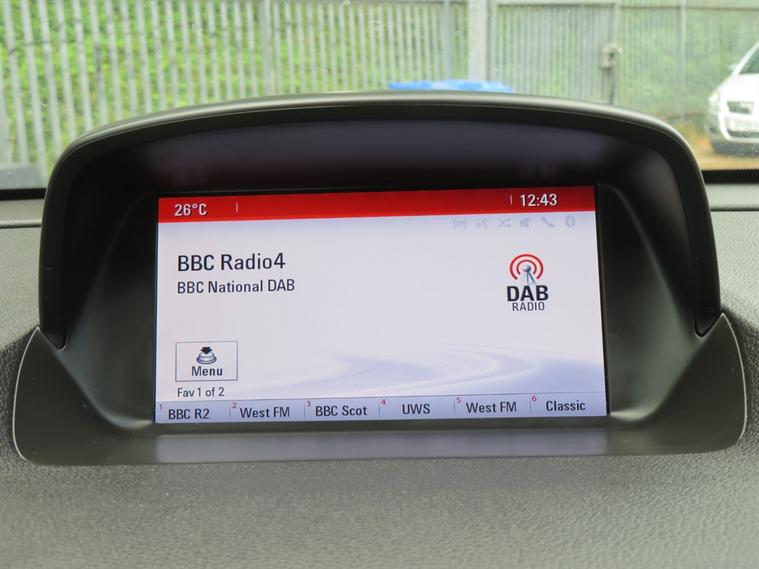 26°C 12:43
BBC Radio4
BBC National DAB
DAB
RADIO
Menu
Fav 1 of 2
1 BBC R2 2 West FM 3 BBC Scot 4 UWS 5 West FM 6 Classic